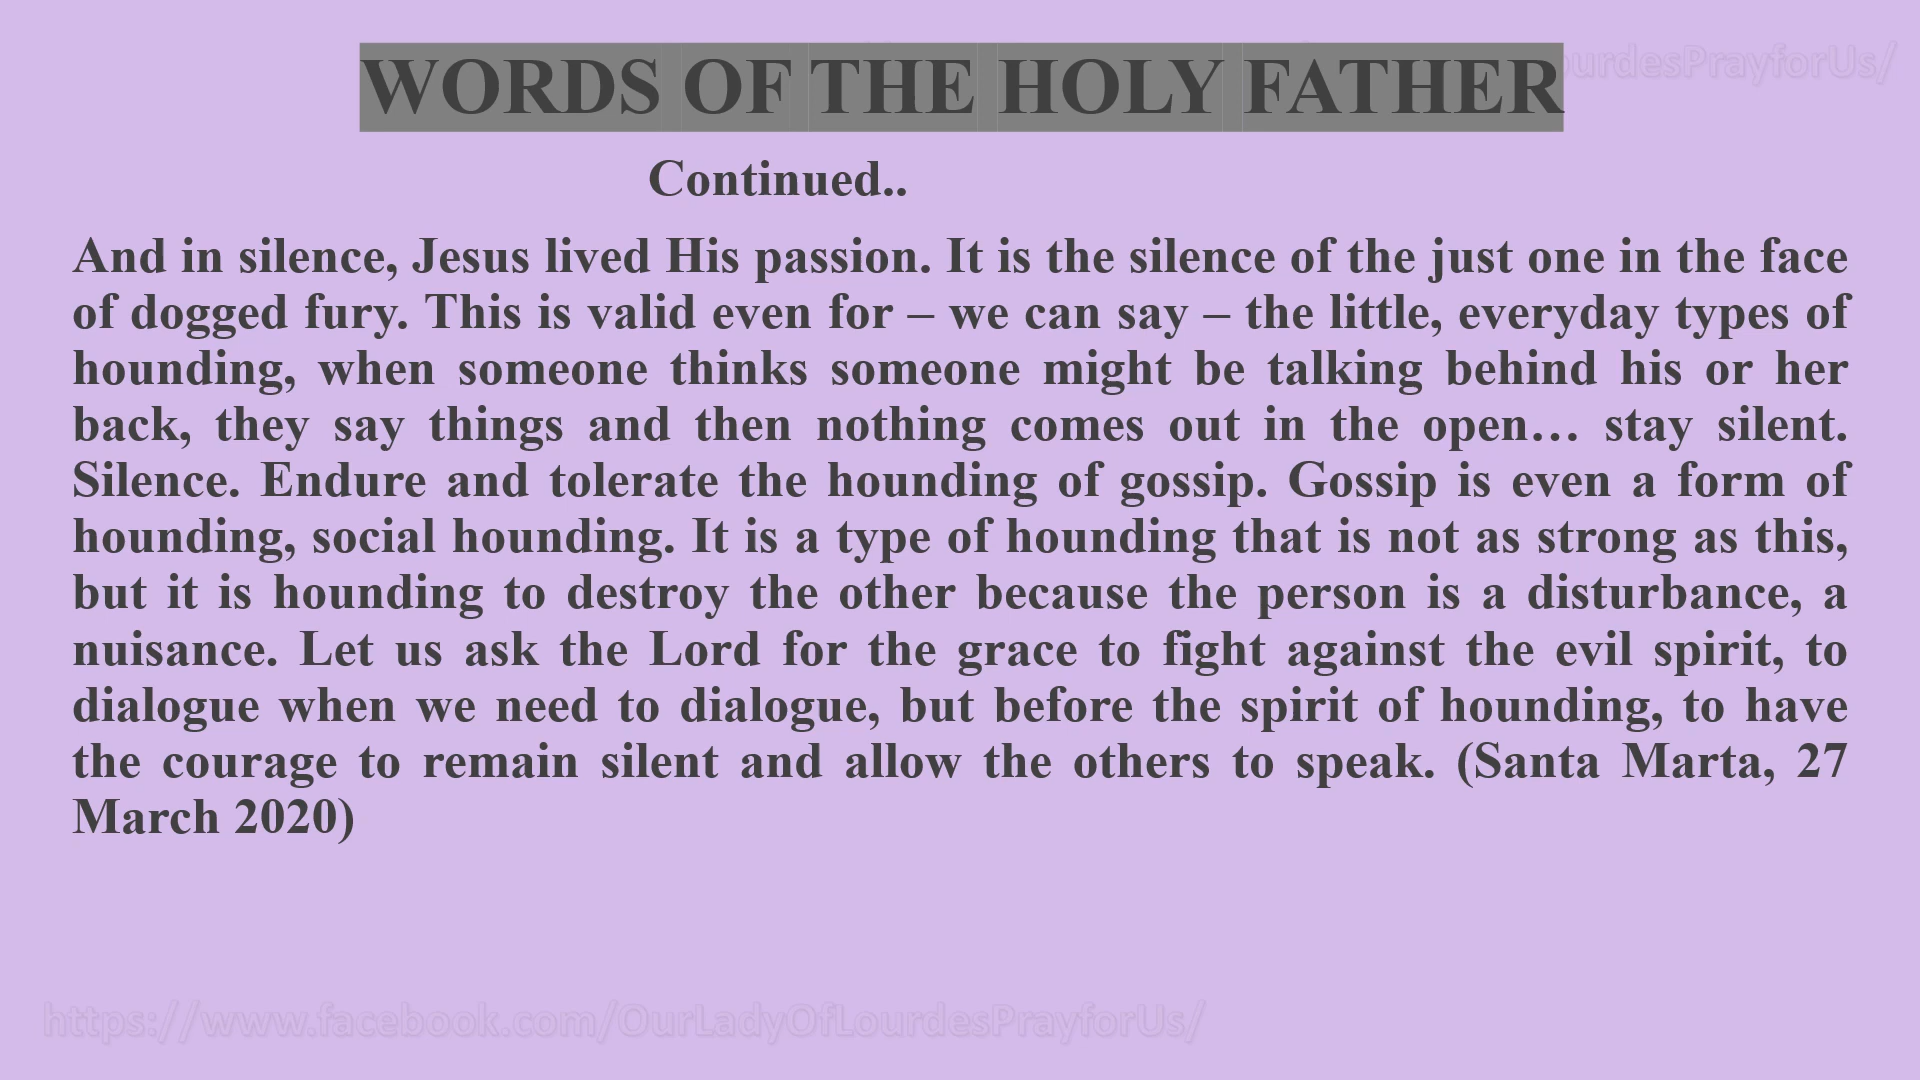 WORDS OF THE HOLY FATHER
ourdesPrayforUs/
Continued..
And in silence, Jesus lived His passion. It is the silence of the just one in the face
of dogged fury. This is valid even for – we can say – the little, everyday types of
hounding, when someone thinks someone might be talking behind his or her
back, they say things and then nothing comes out in the open… stay silent.
Silence. Endure and tolerate the hounding of gossip. Gossip is even a form of
hounding, social hounding. It is a type of hounding that is not as strong as this,
but it is hounding to destroy the other because the person is a disturbance, a
nuisance. Let us ask the Lord for the grace to fight against the evil spirit, to
dialogue when we need to dialogue, but before the spirit of hounding, to have
the courage to remain silent and allow the others to speak. (Santa Marta, 27
March 2020)
https://www.facebook.com/OurLadyOfLourdesPrayforUs/